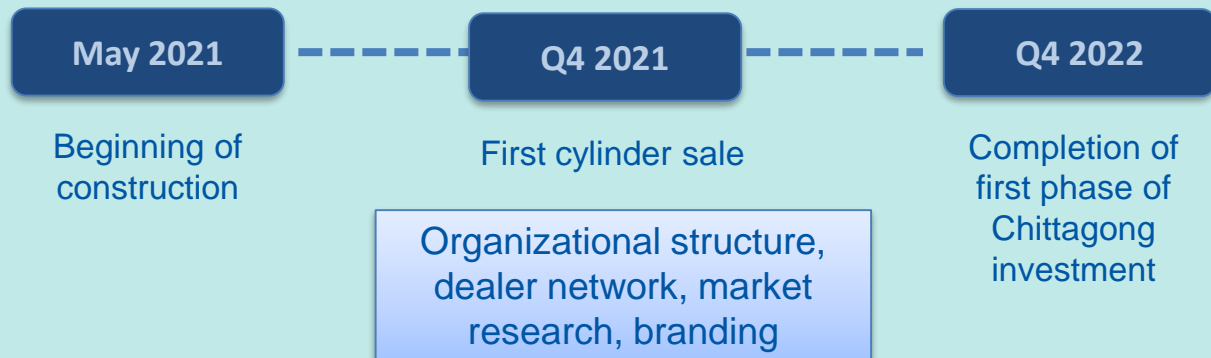 May 2021
Q4 2021
Q4 2022
Beginning of
construction
First cylinder sale
Completion of
first phase of
Chittagong
investment
Organizational structure,
dealer network, market
research, branding